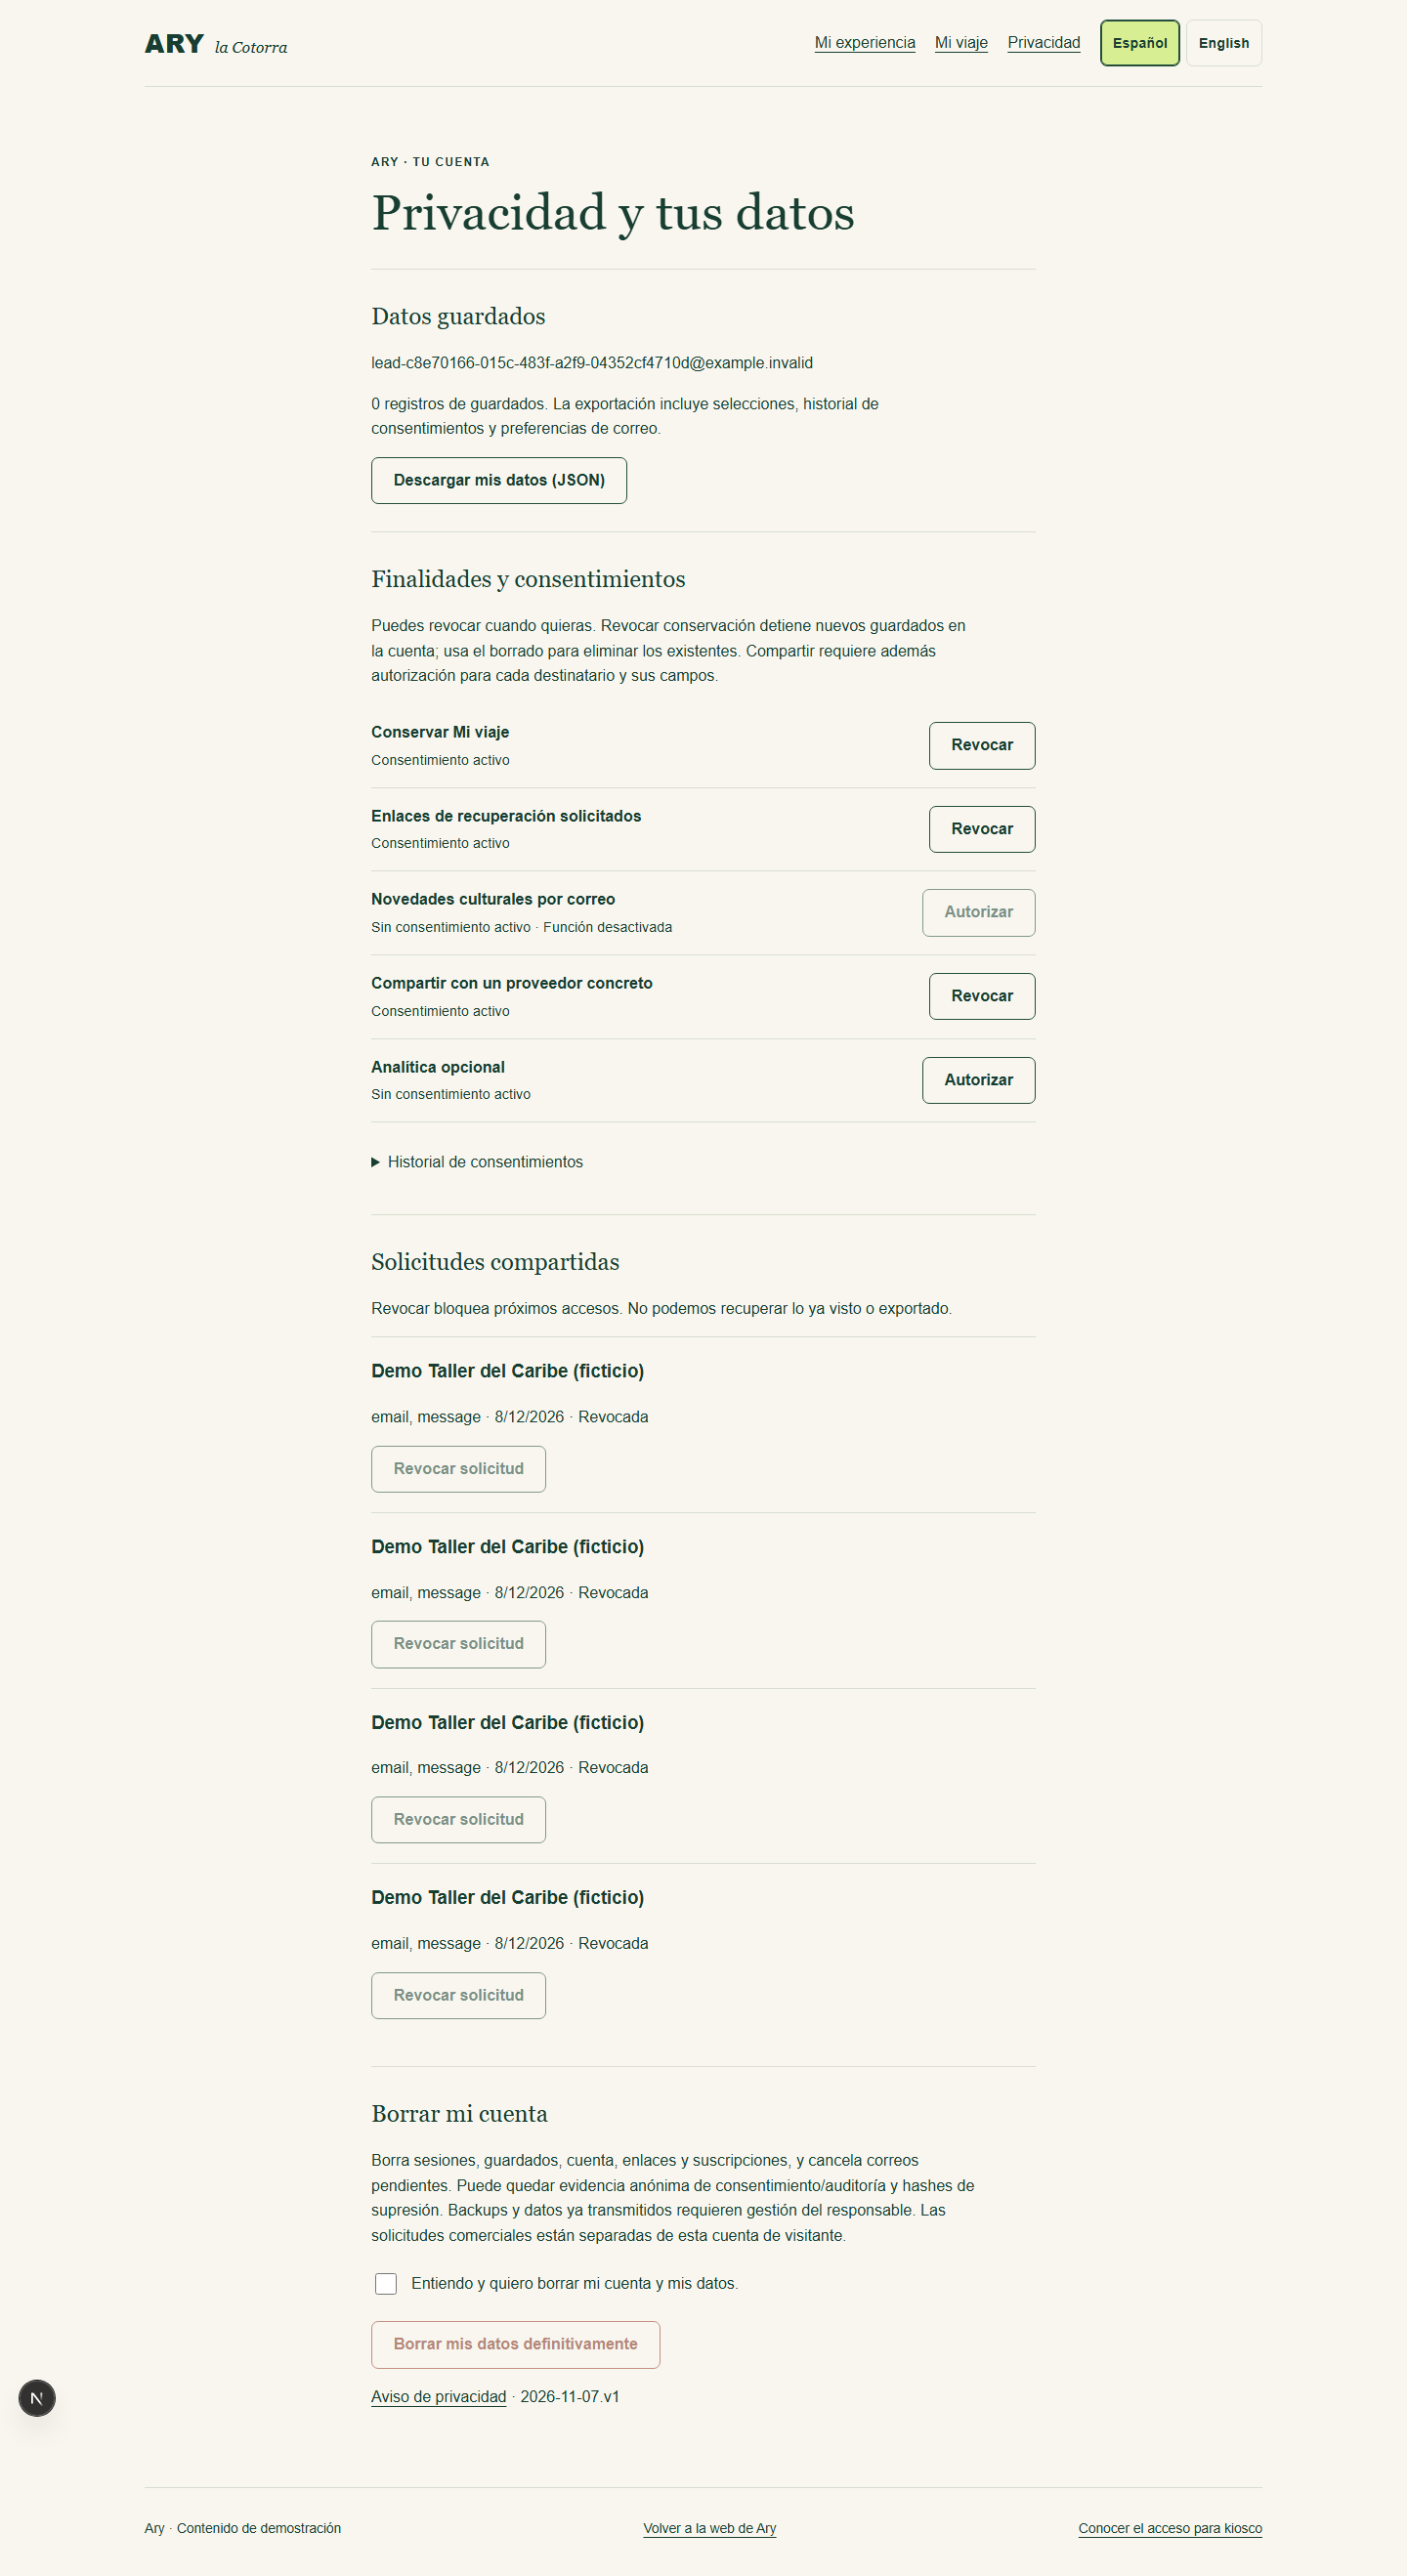 ARY la Cotorra
Mi experiencia Mi viaje Privacidad Español English
ARY · TU CUENTA
Privacidad y tus datos
Datos guardados
lead-c8e70166-015c-483f-a2f9-04352cf4710d@example.invalid
0 registros de guardados. La exportación incluye selecciones, historial de
consentimientos y preferencias de correo.
Descargar mis datos (JSON)
Finalidades y consentimientos
Puedes revocar cuando quieras. Revocar conservación detiene nuevos guardados en
la cuenta; usa el borrado para eliminar los existentes. Compartir requiere además
autorización para cada destinatario y sus campos.
Conservar Mi viaje
Consentimiento activo
Revocar
Enlaces de recuperación solicitados
Consentimiento activo
Revocar
Novedades culturales por correo
Sin consentimiento activo · Función desactivada
Autorizar
Compartir con un proveedor concreto
Consentimiento activo
Revocar
Analítica opcional
Sin consentimiento activo
Autorizar
Historial de consentimientos
Solicitudes compartidas
Revocar bloquea próximos accesos. No podemos recuperar lo ya visto o exportado.
Demo Taller del Caribe (ficticio)
email, message · 8/12/2026 · Revocada
Revocar solicitud
Demo Taller del Caribe (ficticio)
email, message · 8/12/2026 · Revocada
Revocar solicitud
Demo Taller del Caribe (ficticio)
email, message · 8/12/2026 · Revocada
Revocar solicitud
Demo Taller del Caribe (ficticio)
email, message · 8/12/2026 · Revocada
Revocar solicitud
Borrar mi cuenta
Borra sesiones, guardados, cuenta, enlaces y suscripciones, y cancela correos
pendientes. Puede quedar evidencia anónima de consentimiento/auditoría y hashes de
supresión. Backups y datos ya transmitidos requieren gestión del responsable. Las
solicitudes comerciales están separadas de esta cuenta de visitante.
Entiendo y quiero borrar mi cuenta y mis datos.
Borrar mis datos definitivamente
Aviso de privacidad · 2026-11-07.v1
N
Ary · Contenido de demostración Volver a la web de Ary Conocer el acceso para kiosco